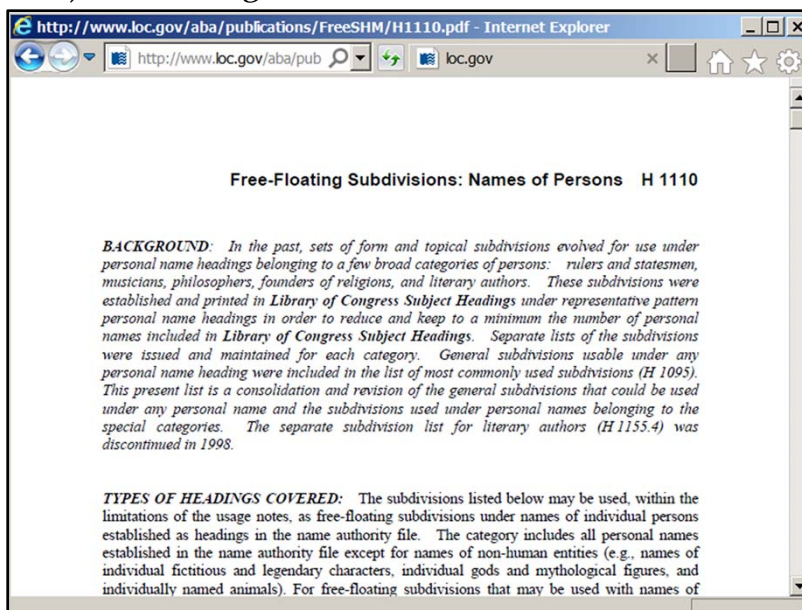 http://www.loc.gov/aba/publications/FreeSHM/H1110.pdf - Internet Explorer
http://www.loc.gov/aba/pub loc.gov
Free-Floating Subdivisions: Names of Persons H 1110
BACKGROUND: In the past, sets of form and topical subdivisions evolved for use under
personal name headings belonging to a few broad categories of persons: rulers and statesmen,
musicians, philosophers, founders of religions, and literary authors. These subdivisions were
established and printed in Library of Congress Subject Headings under representative pattern
personal name headings in order to reduce and keep to a minimum the number of personal
names included in Library of Congress Subject Headings. Separate lists of the subdivisions
were issued and maintained for each category. General subdivisions usable under any
personal name heading were included in the list of most commonly used subdivisions (H 1095).
This present list is a consolidation and revision of the general subdivisions that could be used
under any personal name and the subdivisions used under personal names belonging to the
special categories. The separate subdivision list for literary authors (H 1155.4) was
discontinued in 1998.
TYPES OF HEADINGS COVERED: The subdivisions listed below may be used, within the
limitations of the usage notes, as free-floating subdivisions under names of individual persons
established as headings in the name authority file. The category includes all personal names
established in the name authority file except for names of non-human entities (e.g., names of
individual fictitious and legendary characters, individual gods and mythological figures, and
individually named animals). For free-floating subdivisions that may be used with names of